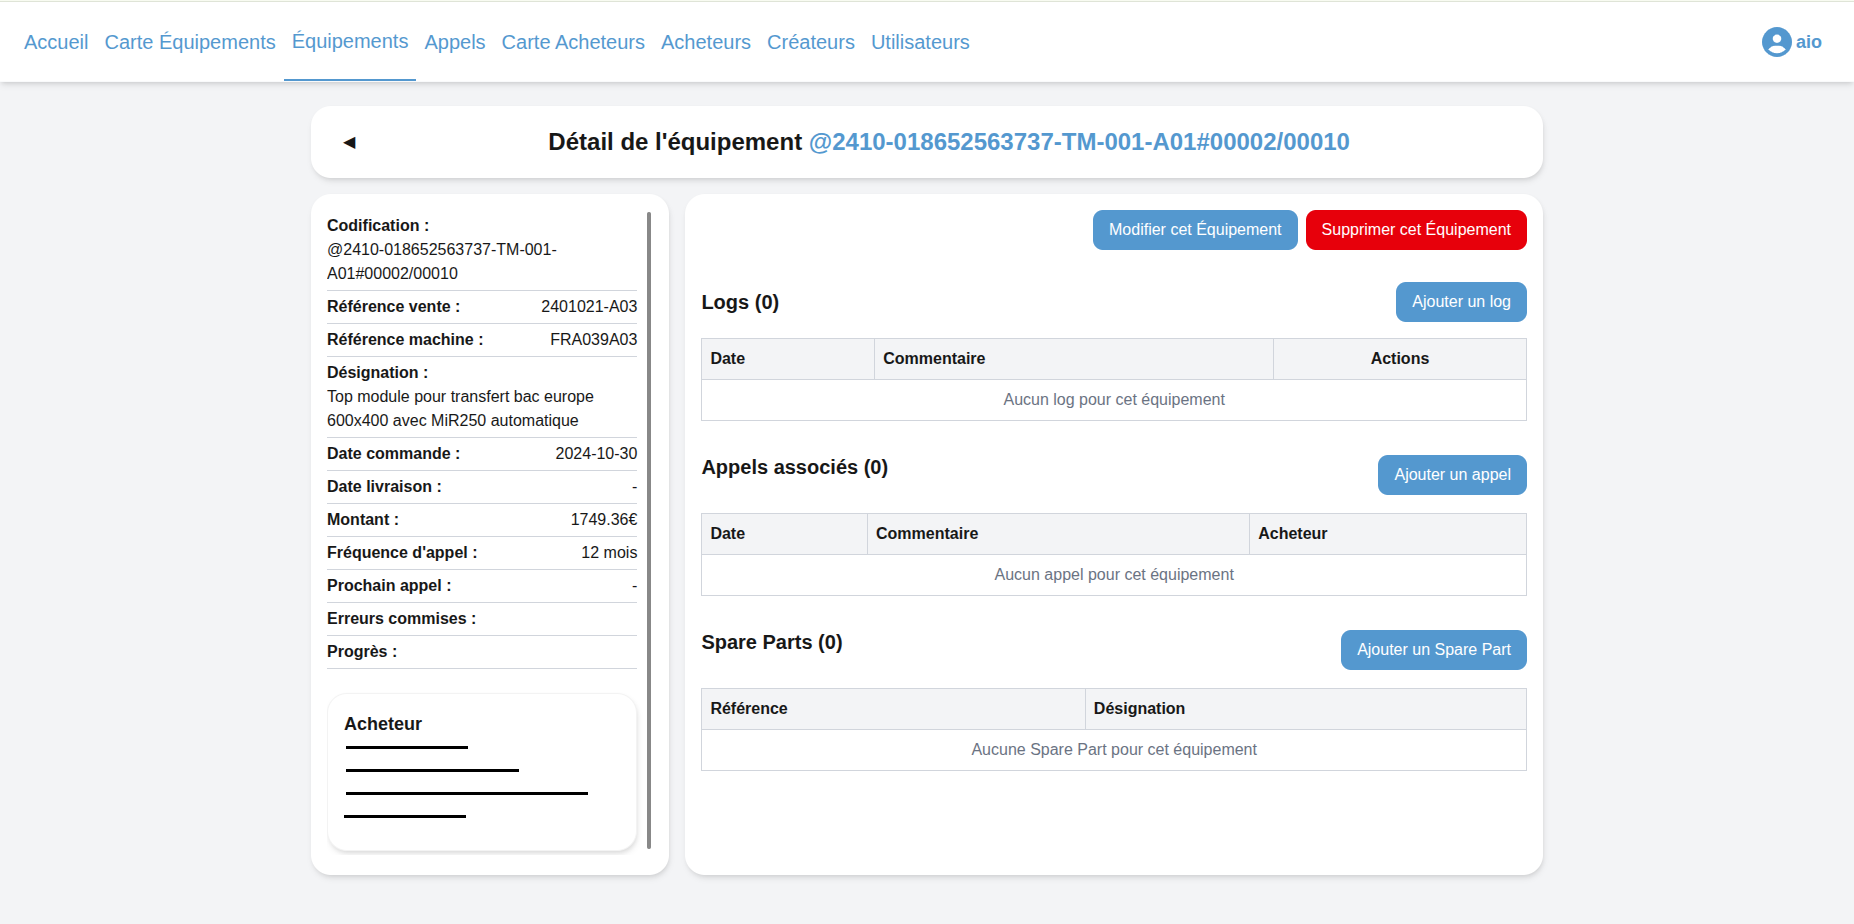 Accueil Carte Équipements Équipements Appels Carte Acheteurs Acheteurs Créateurs Utilisateurs aio
◄ Détail de l'équipement @2410-018652563737-TM-001-A01#00002/00010
Codification :
@2410-018652563737-TM-001-
A01#00002/00010
Référence vente : 2401021-A03
Référence machine : FRA039A03
Désignation :
Top module pour transfert bac europe
600x400 avec MiR250 automatique
Date commande : 2024-10-30
Date livraison : -
Montant : 1749.36€
Fréquence d'appel : 12 mois
Prochain appel : -
Erreurs commises :
Progrès :
Acheteur
Modifier cet Équipement Supprimer cet Équipement
Logs (0) Ajouter un log
Date Commentaire Actions
Aucun log pour cet équipement
Appels associés (0) Ajouter un appel
Date Commentaire Acheteur
Aucun appel pour cet équipement
Spare Parts (0) Ajouter un Spare Part
Référence Désignation
Aucune Spare Part pour cet équipement